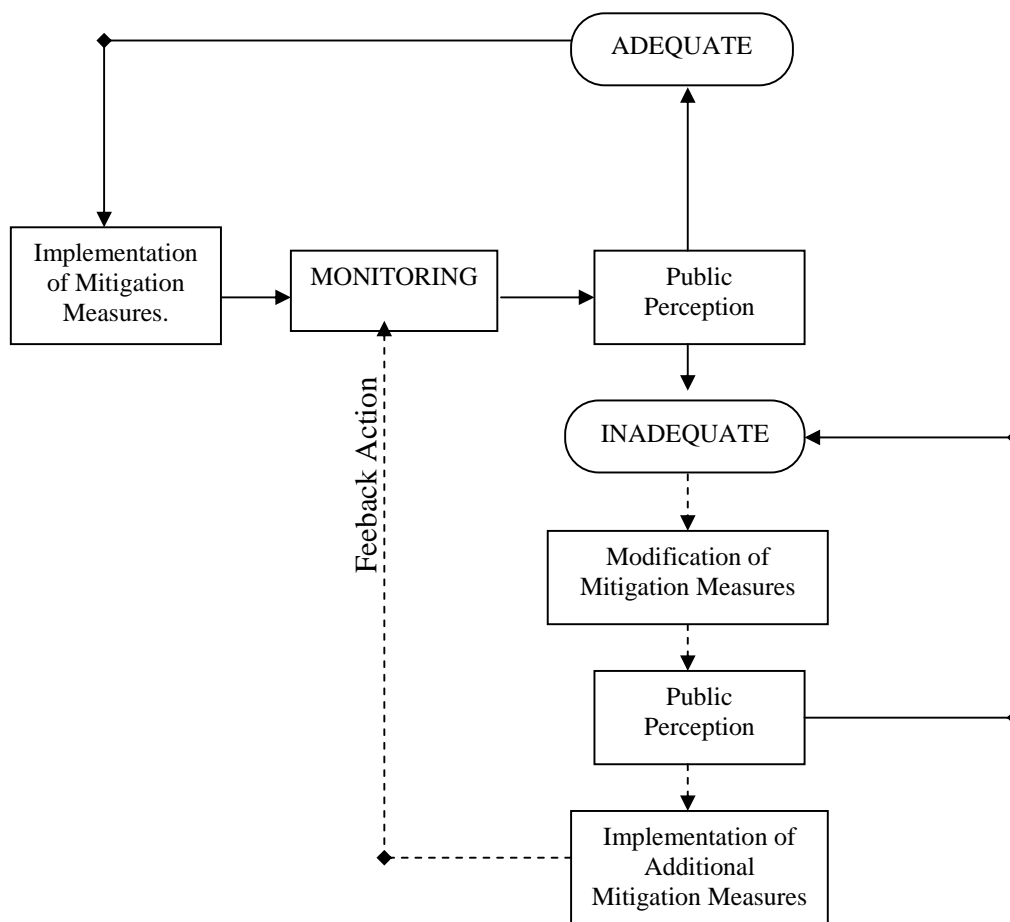 ADEQUATE
Implementation
of Mitigation
Measures.
MONITORING
Public
Perception
Feeback Action
INADEQUATE
Modification of
Mitigation Measures
Public
Perception
Implementation of
Additional
Mitigation Measures